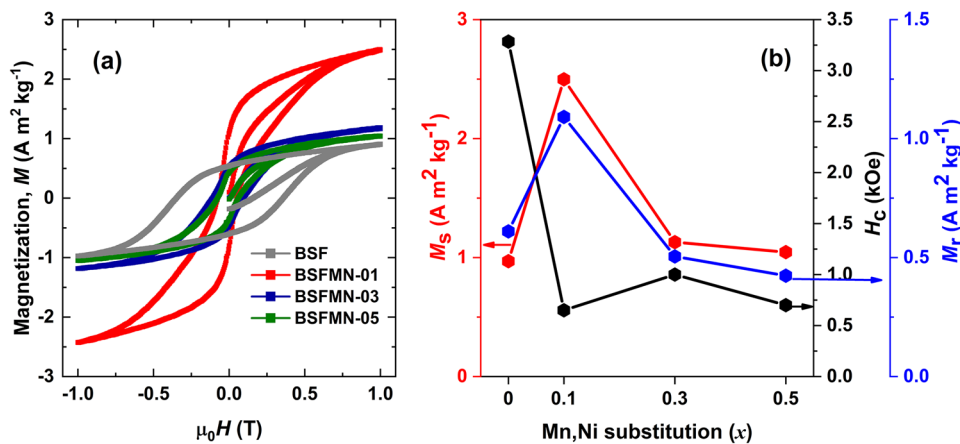 (a)
Magnetization, M (A m² kg⁻¹)
3
2
1
0
-1
-2
-3
BSF
BSFMN-01
BSFMN-03
BSFMN-05
-1.0 -0.5 0.0 0.5 1.0
μ₀H (T)
(b)
Mₛ (A m² kg⁻¹)
3
2
1
0
0 0.1 0.3 0.5
Mn,Ni substitution (x)
3.5
3.0
2.5
2.0
1.5
1.0
0.5
0.0
H_C (kOe)
1.5
1.0
0.5
0.0
Mᵣ (A m² kg⁻¹)